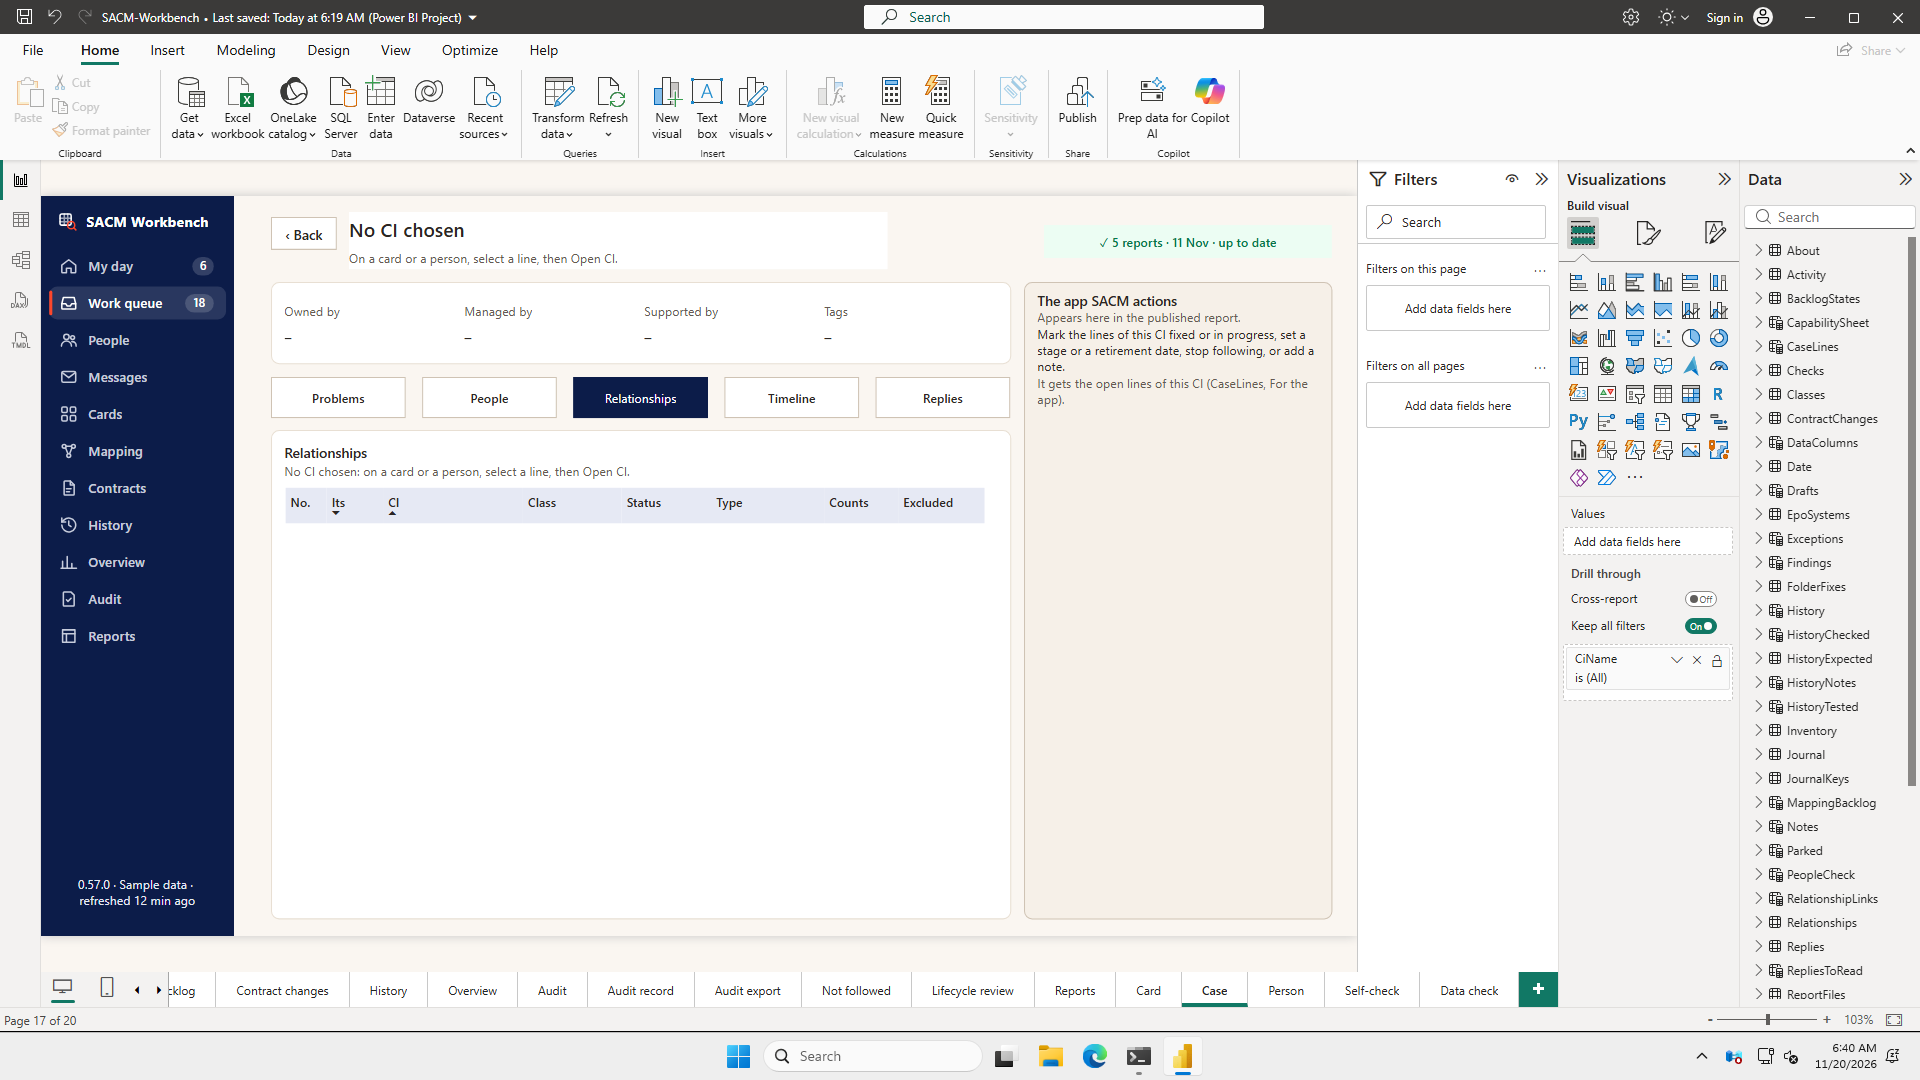 SACM-Workbench • Last saved: Today at 6:19 AM (Power BI Project)
Search
Sign in
File
Home
Insert
Modeling
Design
View
Optimize
Help
Share
Paste
Cut
Copy
Format painter
Clipboard
Get data
Excel workbook
OneLake catalog
SQL Server
Enter data
Dataverse
Recent sources
Data
Transform data
Refresh
Queries
New visual
Text box
More visuals
Insert
New visual calculation
New measure
Quick measure
Calculations
Sensitivity
Sensitivity
Publish
Share
Prep data for AI
Copilot
Copilot
SACM Workbench
My day 6
Work queue 18
People
Messages
Cards
Mapping
Contracts
History
Overview
Audit
Reports
0.57.0 · Sample data ·
refreshed 12 min ago
‹ Back
No CI chosen
On a card or a person, select a line, then Open CI.
✓ 5 reports · 11 Nov · up to date
Owned by
–
Managed by
–
Supported by
–
Tags
–
Problems
People
Relationships
Timeline
Replies
Relationships
No CI chosen: on a card or a person, select a line, then Open CI.
No. Its CI Class Status Type Counts Excluded
The app SACM actions
Appears here in the published report.
Mark the lines of this CI fixed or in progress, set a
stage or a retirement date, stop following, or add a
note.
It gets the open lines of this CI (CaseLines, For the
app).
Filters
Search
Filters on this page ...
Add data fields here
Filters on all pages ...
Add data fields here
Visualizations
Build visual
R
Py
123
...
Values
Add data fields here
Drill through
Cross-report Off
Keep all filters On
CiName
is (All)
Data
Search
About
Activity
BacklogStates
CapabilitySheet
CaseLines
Checks
Classes
ContractChanges
DataColumns
Date
Drafts
EpoSystems
Exceptions
Findings
FolderFixes
History
HistoryChecked
HistoryExpected
HistoryNotes
HistoryTested
Inventory
Journal
JournalKeys
MappingBacklog
Notes
Parked
PeopleCheck
RelationshipLinks
Relationships
Replies
RepliesToRead
ReportFiles
DAX
TMDL
cklog
Contract changes
History
Overview
Audit
Audit record
Audit export
Not followed
Lifecycle review
Reports
Card
Case
Person
Self-check
Data check
+
Page 17 of 20
- + 103%
Search
6:40 AM
11/20/2026